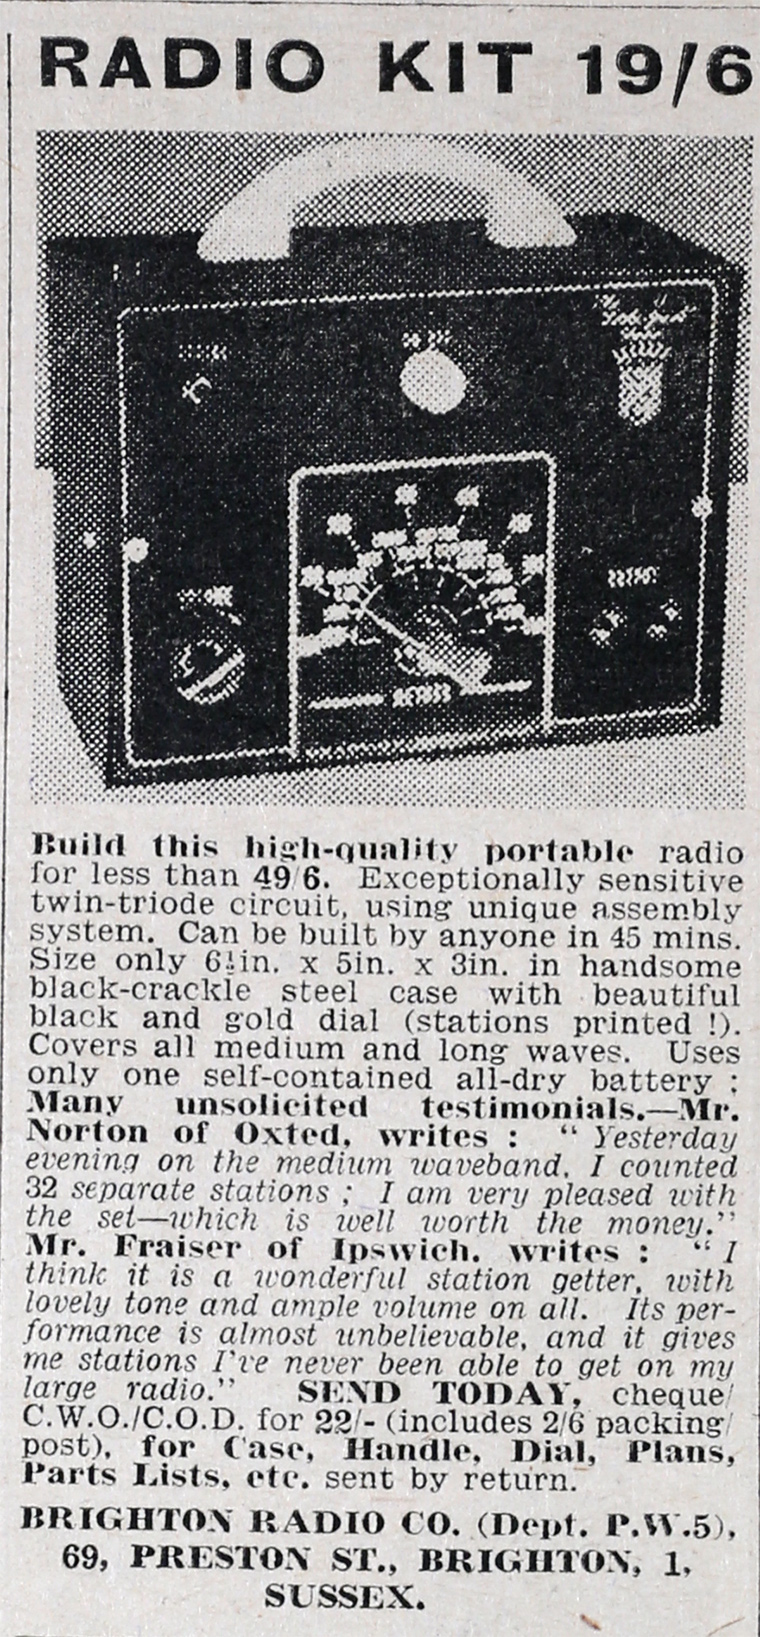 RADIO KIT 19/6
Build this high-quality portable radio
for less than 49/6. Exceptionally sensitive
twin-triode circuit, using unique assembly
system. Can be built by anyone in 45 mins.
Size only 6½in. x 5in. x 3in. in handsome
black-crackle steel case with beautiful
black and gold dial (stations printed !).
Covers all medium and long waves. Uses
only one self-contained all-dry battery ;
Many unsolicited testimonials.—Mr.
Norton of Oxted, writes : “ Yesterday
evening on the medium waveband, I counted
32 separate stations ; I am very pleased with
the set—which is well worth the money.”
Mr. Fraiser of Ipswich. writes : “ I
think it is a wonderful station getter, with
lovely tone and ample volume on all. Its per-
formance is almost unbelievable, and it gives
me stations I've never been able to get on my
large radio.” SEND TODAY, cheque/
C.W.O./C.O.D. for 22/- (includes 2/6 packing/
post), for Case, Handle, Dial, Plans,
Parts Lists, etc. sent by return.
BRIGHTON RADIO CO. (Dept. P.W.5),
69, PRESTON ST., BRIGHTON, 1,
SUSSEX.